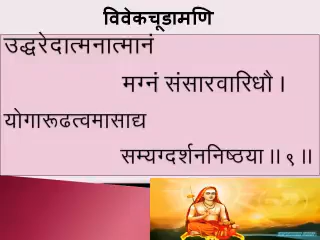 विवेकचूडामणि
उद्धरेदात्मनात्मानं
मग्नं संसारवारिधौ ।
योगारूढत्वमासाद्य
सम्यग्दर्शननिष्ठया ॥ ९ ॥